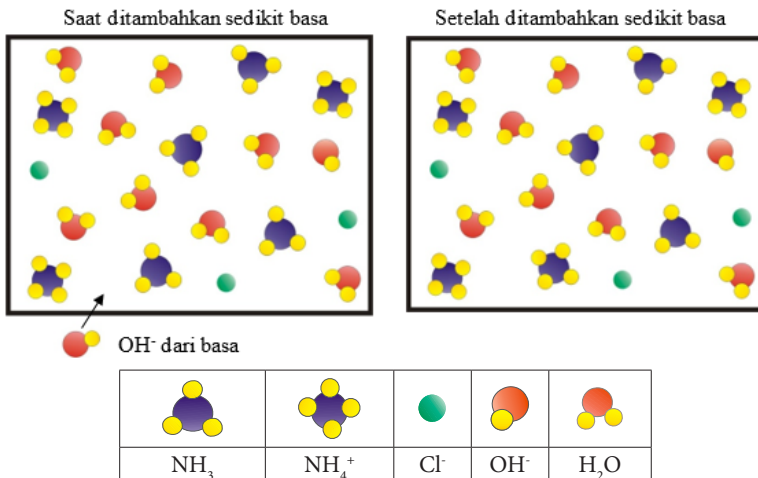 Saat ditambahkan sedikit basa
Setelah ditambahkan sedikit basa
OH⁻ dari basa
NH₃ NH₄⁺ Cl⁻ OH⁻ H₂O